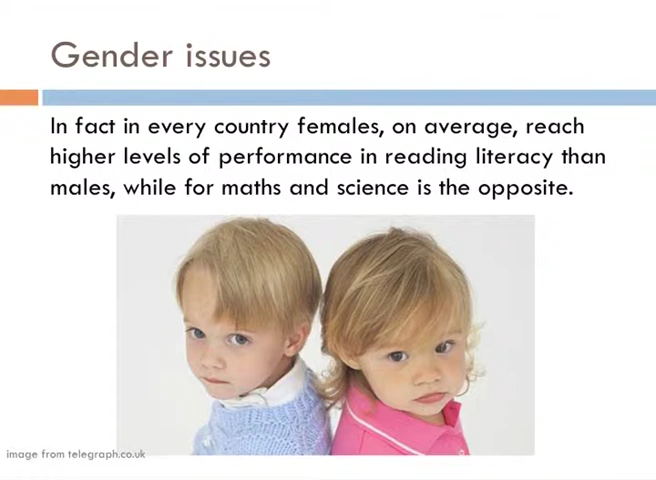 Gender issues
In fact in every country females, on average, reach
higher levels of performance in reading literacy than
males, while for maths and science is the opposite.
image from telegraph.co.uk